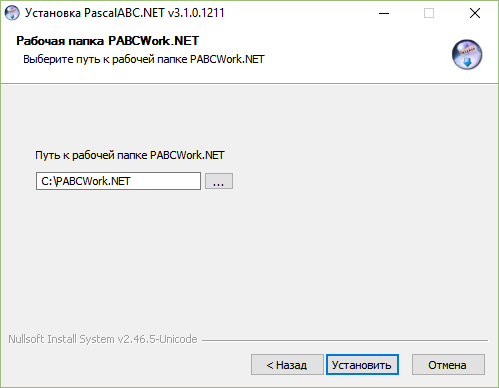 Установка PascalABC.NET v3.1.0.1211
Рабочая папка PABCWork.NET
Выберите путь к рабочей папке PABCWork.NET
Путь к рабочей папке PABCWork.NET
C:\PABCWork.NET
...
Nullsoft Install System v2.46.5-Unicode
< Назад Установить Отмена